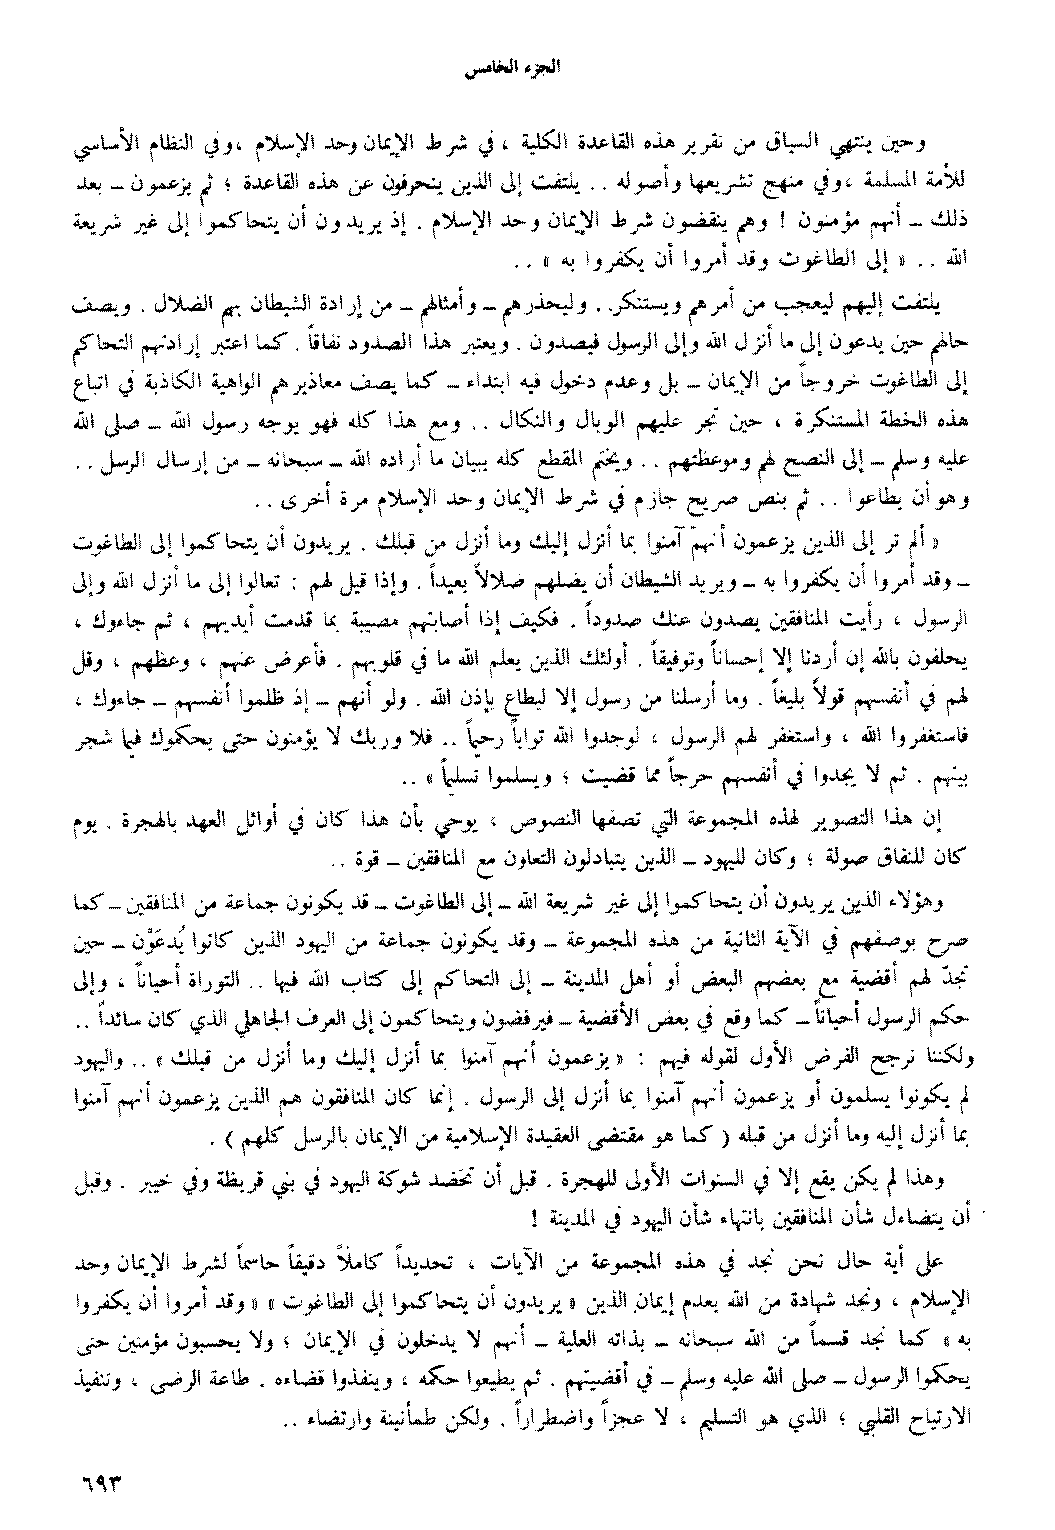 الجزء الخامس
وحين ينتهي السياق من تقرير هذه القاعدة الكلية ، في شرط الإيمان وحد الإسلام ،وفي النظام الأساسي
للأمة المسلمة ،وفي منهج تشريعها وأصوله .. يلتفت إلى الذين ينحرفون عن هذه القاعدة ؛ ثم يزعمون – بعد
ذلك – أنهم مؤمنون ! وهم ينقضون شرط الإيمان وحد الإسلام . إذ يريدون أن يتحاكموا إلى غير شريعة
الله .. « إلى الطاغوت وقد أمروا أن يكفروا به » ..
يلتفت إليهم ليعجب من أمرهم ويستنكر. . وليحذرهم – وأمثالهم – من إرادة الشيطان بهم الضلال . ويصف
حالهم حين يدعون إلى ما أنزل الله وإلى الرسول فيصدون . ويعتبر هذا الصدود نفاقاً . كما اعتبر إرادتهم التحاكم
إلى الطاغوت خروجاً من الإيمان – بل وعدم دخول فيه ابتداء – كما يصف معاذيرهم الواهية الكاذبة في اتباع
هذه الخطة المستنكرة ، حين تجر عليهم الوبال والنكال .. ومع هذا كله فهو يوجه رسول الله – صلى الله
عليه وسلم – إلى النصح لهم وموعظتهم .. ويختم المقطع كله ببيان ما أراده الله – سبحانه – من إرسال الرسل ..
وهو أن يطاعوا .. ثم بنص صريح جازم في شرط الإيمان وحد الإسلام مرة أخرى ..
« ألم تر إلى الذين يزعمون أنهم آمنوا بما أنزل إليك وما أنزل من قبلك . يريدون أن يتحاكموا إلى الطاغوت
– وقد أمروا أن يكفروا به – ويريد الشيطان أن يضلهم ضلالاً بعيداً . وإذا قيل لهم : تعالوا إلى ما أنزل الله وإلى
الرسول ، رأيت المنافقين يصدون عنك صدوداً . فكيف إذا أصابتهم مصيبة بما قدمت أيديهم ، ثم جاءوك ،
يحلفون بالله إن أردنا إلا إحساناً وتوفيقاً . أولئك الذين يعلم الله ما في قلوبهم . فأعرض عنهم ، وعظهم ، وقل
لهم في أنفسهم قولاً بليغاً . وما أرسلنا من رسول إلا ليطاع بإذن الله . ولو أنهم – إذ ظلموا أنفسهم – جاءوك ،
فاستغفروا الله ، واستغفر لهم الرسول ، لوجدوا الله تواباً رحيماً .. فلا وربك لا يؤمنون حتى يحكموك فيما شجر
بينهم . ثم لا يجدوا في أنفسهم حرجاً مما قضيت ؛ ويسلموا تسليماً » ..
إن هذا التصوير لهذه المجموعة التي تصفها النصوص ، يوحي بأن هذا كان في أوائل العهد بالهجرة . يوم
كان للنفاق صولة ؛ وكان لليهود – الذين يتبادلون التعاون مع المنافقين – قوة ..
وهؤلاء الذين يريدون أن يتحاكموا إلى غير شريعة الله – إلى الطاغوت – قد يكونون جماعة من المنافقين – كما
صرح بوصفهم في الآية الثانية من هذه المجموعة – وقد يكونون جماعة من اليهود الذين كانوا يُدعَوْن – حين
تجدّ لهم أقضية مع بعضهم البعض أو أهل المدينة – إلى التحاكم إلى كتاب الله فيها .. التوراة أحياناً ، وإلى
حكم الرسول أحياناً – كما وقع في بعض الأقضية – فيرفضون ويتحاكمون إلى العرف الجاهلي الذي كان سائداً ..
ولكننا نرجح الفرض الأول لقوله فيهم : « يزعمون أنهم آمنوا بما أنزل إليك وما أنزل من قبلك » .. واليهود
لم يكونوا يسلمون أو يزعمون أنهم آمنوا بما أنزل إلى الرسول . إنما كان المنافقون هم الذين يزعمون أنهم آمنوا
بما أنزل إليه وما أنزل من قبله ( كما هو مقتضى العقيدة الإسلامية من الإيمان بالرسل كلهم ) .
وهذا لم يكن يقع إلا في السنوات الأولى للهجرة . قبل أن تخضد شوكة اليهود في بني قريظة وفي خيبر . وقبل
أن يتضاءل شأن المنافقين بانتهاء شأن اليهود في المدينة !
على أية حال نحن نجد في هذه المجموعة من الآيات ، تحديداً كاملاً دقيقاً حاسماً لشرط الإيمان وحد
الإسلام ، ونجد شهادة من الله بعدم إيمان الذين « يريدون أن يتحاكموا إلى الطاغوت » « وقد أمروا أن يكفروا
به » كما نجد قسماً من الله سبحانه – بذاته العلية – أنهم لا يدخلون في الإيمان ؛ ولا يحسبون مؤمنين حتى
يحكموا الرسول – صلى الله عليه وسلم – في أقضيتهم . ثم يطيعوا حكمه ، وينفذوا قضاءه . طاعة الرضى ، وتنفيذ
الارتياح القلبي ؛ الذي هو التسليم ، لا عجزاً واضطراراً . ولكن طمأنينة وارتضاء ..
٦٩٣